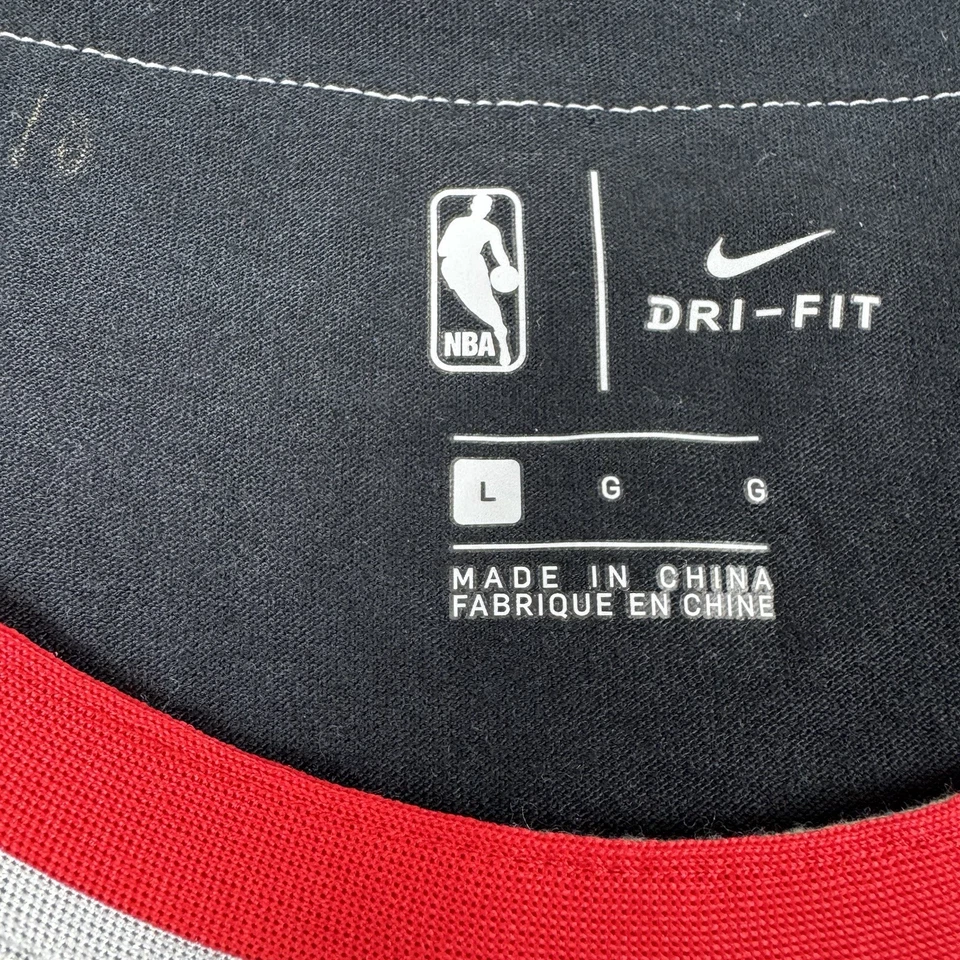 NBA
DRI-FIT
L G G
MADE IN CHINA
FABRIQUE EN CHINE